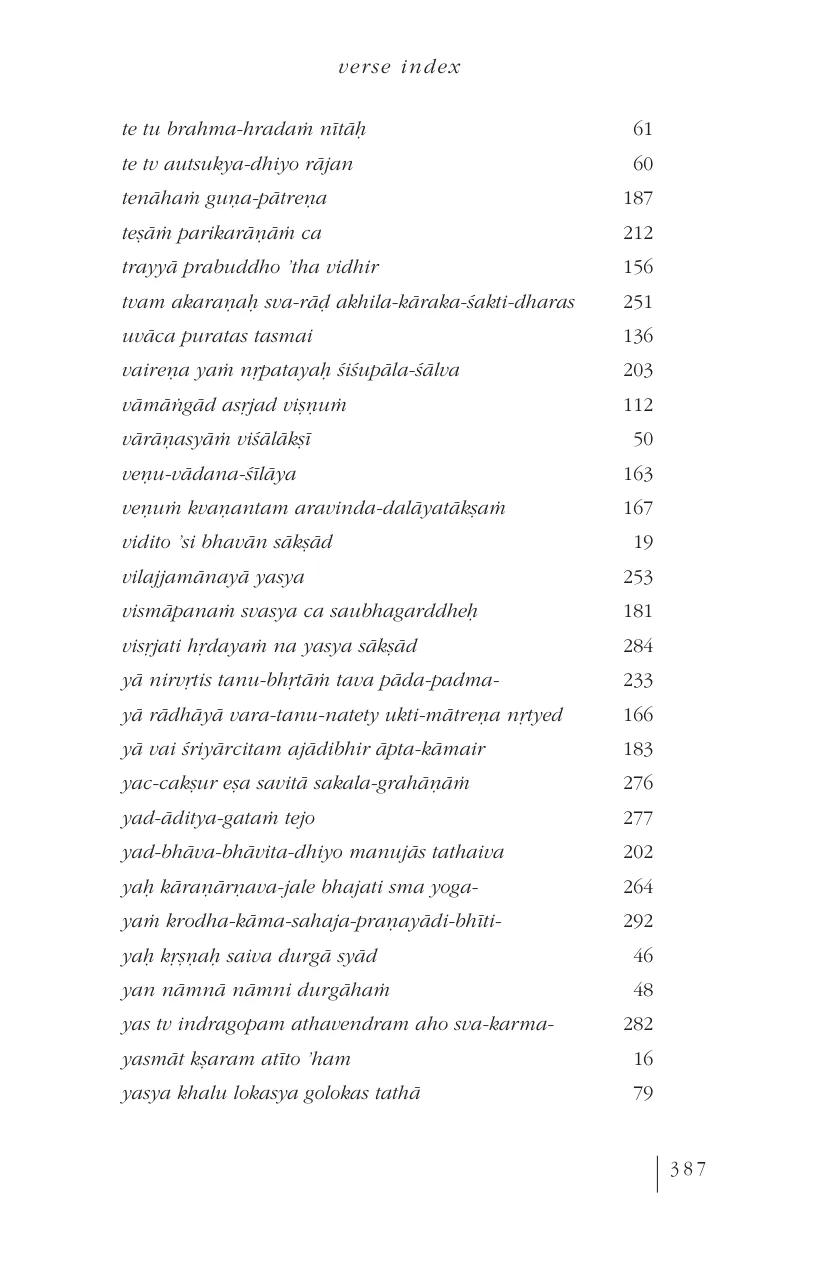 verse index
te tu brahma-hradaṁ nītāḥ 61
te tv autsukya-dhiyo rājan 60
tenāhaṁ guṇa-pātreṇa 187
teṣāṁ parikarāṇāṁ ca 212
trayyā prabuddho ’tha vidhir 156
tvam akaraṇaḥ sva-rāḍ akhila-kāraka-śakti-dharas 251
uvāca puratas tasmai 136
vaireṇa yaṁ nṛpatayaḥ śiśupāla-śālva 203
vāmāṅgād asṛjad viṣṇuṁ 112
vārāṇasyāṁ viśālākṣī 50
veṇu-vādana-śīlāya 163
veṇuṁ kvaṇantam aravinda-dalāyatākṣaṁ 167
vidito ’si bhavān sākṣād 19
vilajjamānayā yasya 253
vismāpanaṁ svasya ca saubhagarddheḥ 181
visṛjati hṛdayaṁ na yasya sākṣād 284
yā nirvṛtis tanu-bhṛtāṁ tava pāda-padma- 233
yā rādhāyā vara-tanu-natety ukti-mātreṇa nṛtyed 166
yā vai śriyārcitam ajādibhir āpta-kāmair 183
yac-cakṣur eṣa savitā sakala-grahāṇāṁ 276
yad-āditya-gataṁ tejo 277
yad-bhāva-bhāvita-dhiyo manujās tathaiva 202
yaḥ kāraṇārṇava-jale bhajati sma yoga- 264
yaṁ krodha-kāma-sahaja-praṇayādi-bhīti- 292
yaḥ kṛṣṇaḥ saiva durgā syād 46
yan nāmnā nāmni durgāhaṁ 48
yas tv indragopam athavendram aho sva-karma- 282
yasmāt kṣaram atīto ’ham 16
yasya khalu lokasya golokas tathā 79
387